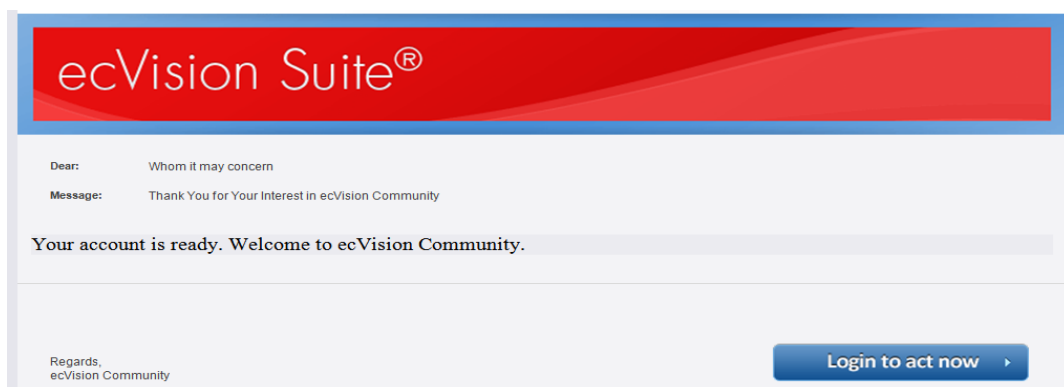 ecVision Suite®
Dear: Whom it may concern
Message: Thank You for Your Interest in ecVision Community
Your account is ready. Welcome to ecVision Community.
Regards,
ecVision Community
Login to act now